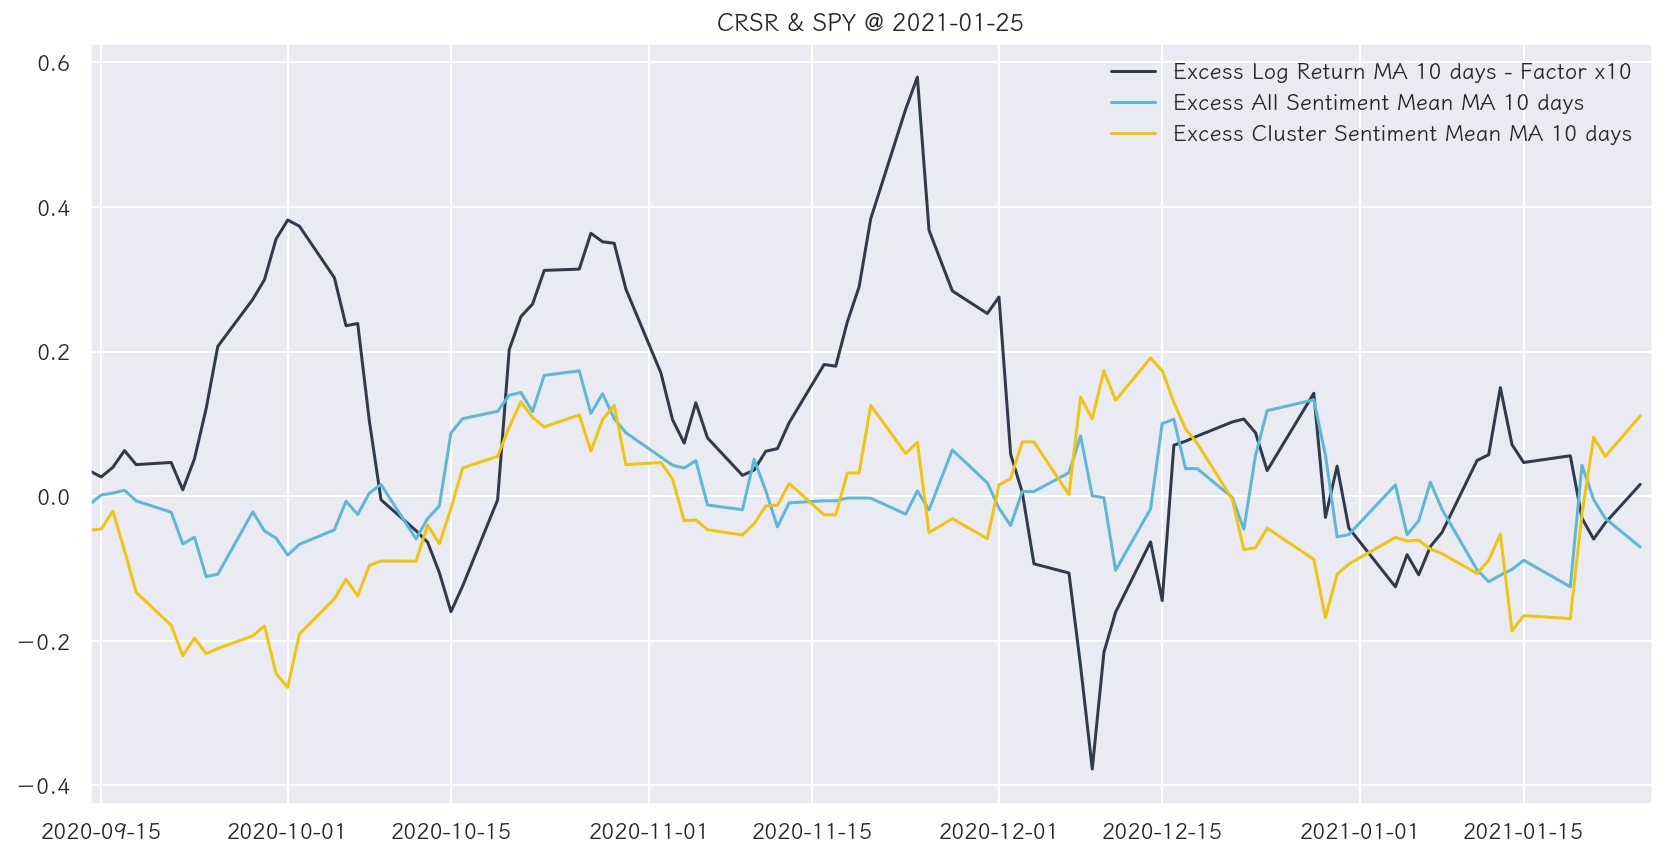 CRSR & SPY @ 2021-01-25
Excess Log Return MA 10 days - Factor x10
Excess All Sentiment Mean MA 10 days
Excess Cluster Sentiment Mean MA 10 days
0.6
0.4
0.2
0.0
−0.2
−0.4
2020-09-15 2020-10-01 2020-10-15 2020-11-01 2020-11-15 2020-12-01 2020-12-15 2021-01-01 2021-01-15